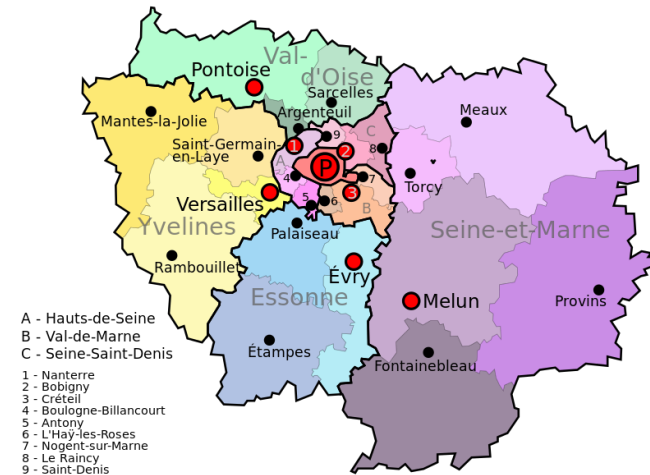 Val-
d'Oise
Pontoise
Sarcelles
Argenteuil
Meaux
Mantes-la-Jolie
Saint-Germain-
en-Laye
9
1
2
C
8
A
P
4
7
Torcy
3
Versailles
5
6
A
B
Palaiseau
Yvelines
Seine-et-Marne
Rambouillet
Évry
Essonne
Melun
Provins
Étampes
Fontainebleau
A - Hauts-de-Seine
B - Val-de-Marne
C - Seine-Saint-Denis
1 - Nanterre
2 - Bobigny
3 - Créteil
4 - Boulogne-Billancourt
5 - Antony
6 - L'Haÿ-les-Roses
7 - Nogent-sur-Marne
8 - Le Raincy
9 - Saint-Denis